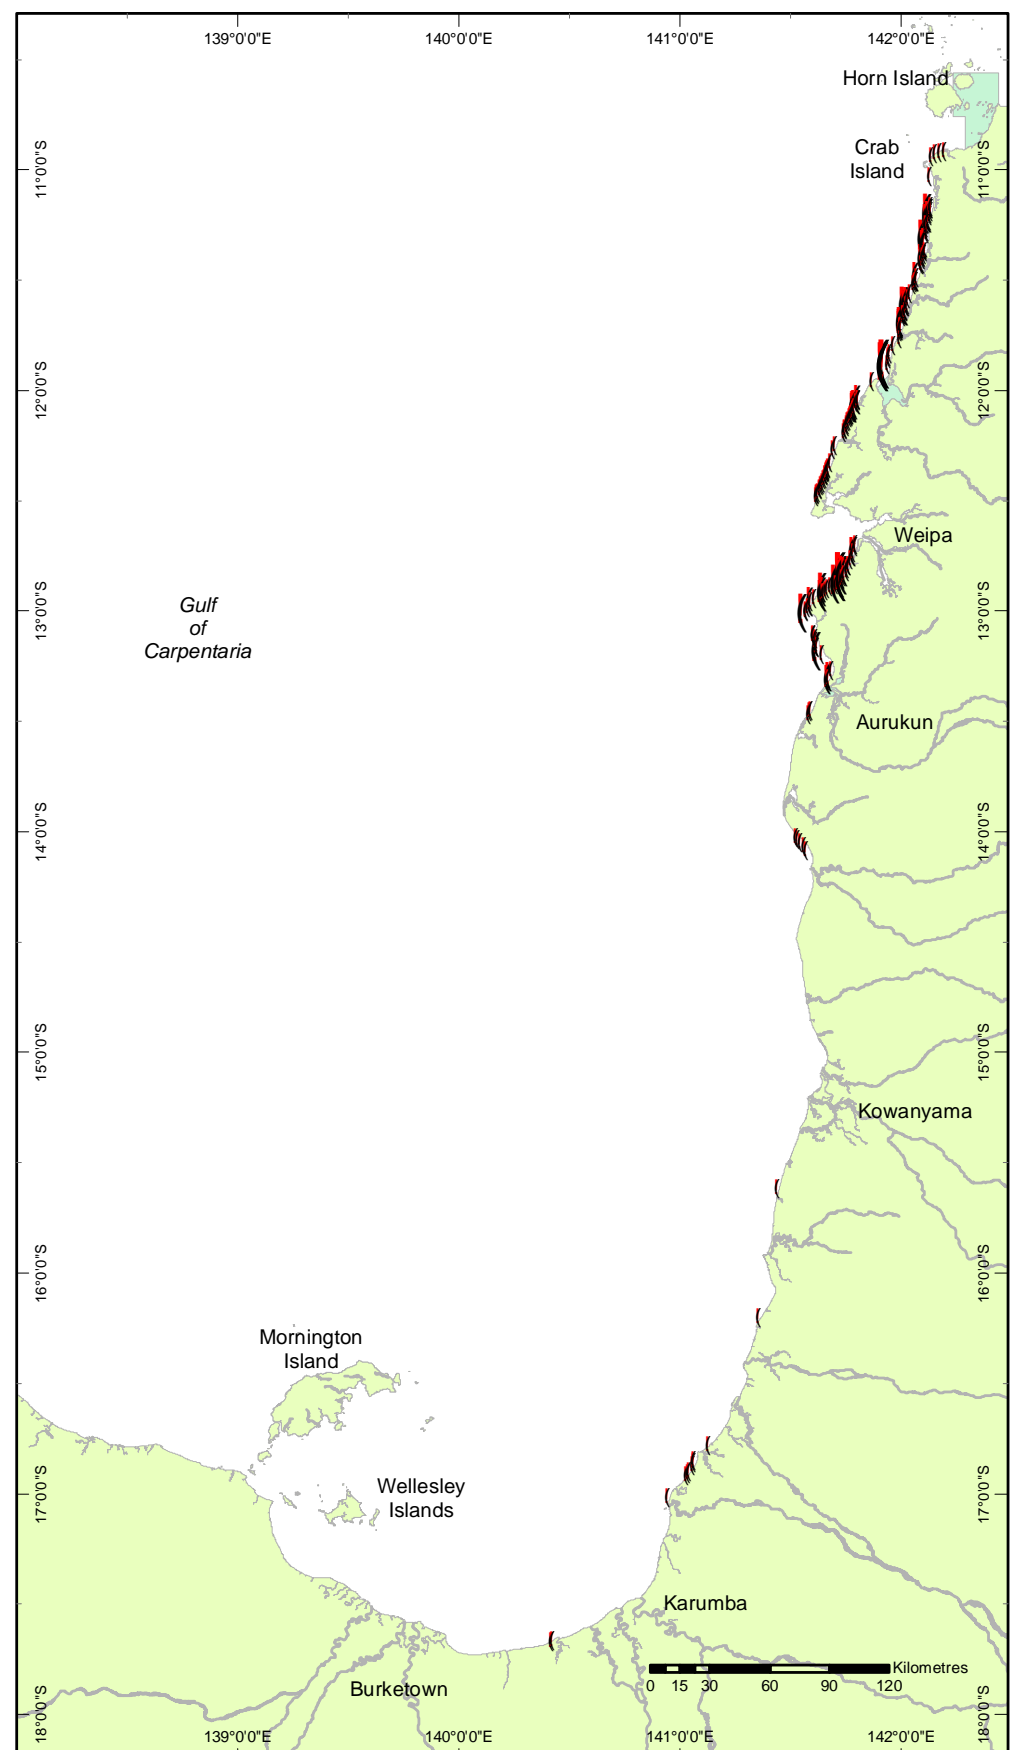 139°0'0"E 140°0'0"E 141°0'0"E 142°0'0"E
Horn Island
Crab
Island
11°0'0"S 11°0'0"S
12°0'0"S 12°0'0"S
Weipa
Gulf
of
Carpentaria
13°0'0"S 13°0'0"S
Aurukun
14°0'0"S 14°0'0"S
15°0'0"S 15°0'0"S
Kowanyama
16°0'0"S 16°0'0"S
Mornington
Island
Wellesley
Islands
17°0'0"S 17°0'0"S
Karumba
Kilometres
0 15 30 60 90 120
Burketown
18°0'0"S 18°0'0"S
139°0'0"E 140°0'0"E 141°0'0"E 142°0'0"E